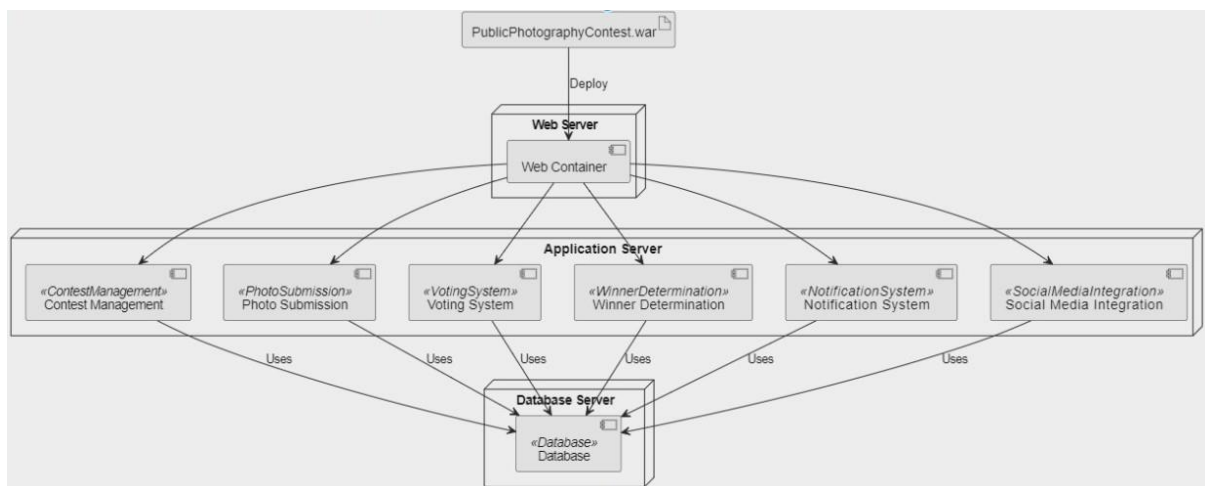 PublicPhotographyContest.war
Deploy
Web Server
Web Container
Application Server
«ContestManagement»
Contest Management
«PhotoSubmission»
Photo Submission
«VotingSystem»
Voting System
«WinnerDetermination»
Winner Determination
«NotificationSystem»
Notification System
«SocialMediaIntegration»
Social Media Integration
Uses
Uses
Uses
Uses
Uses
Uses
Database Server
«Database»
Database